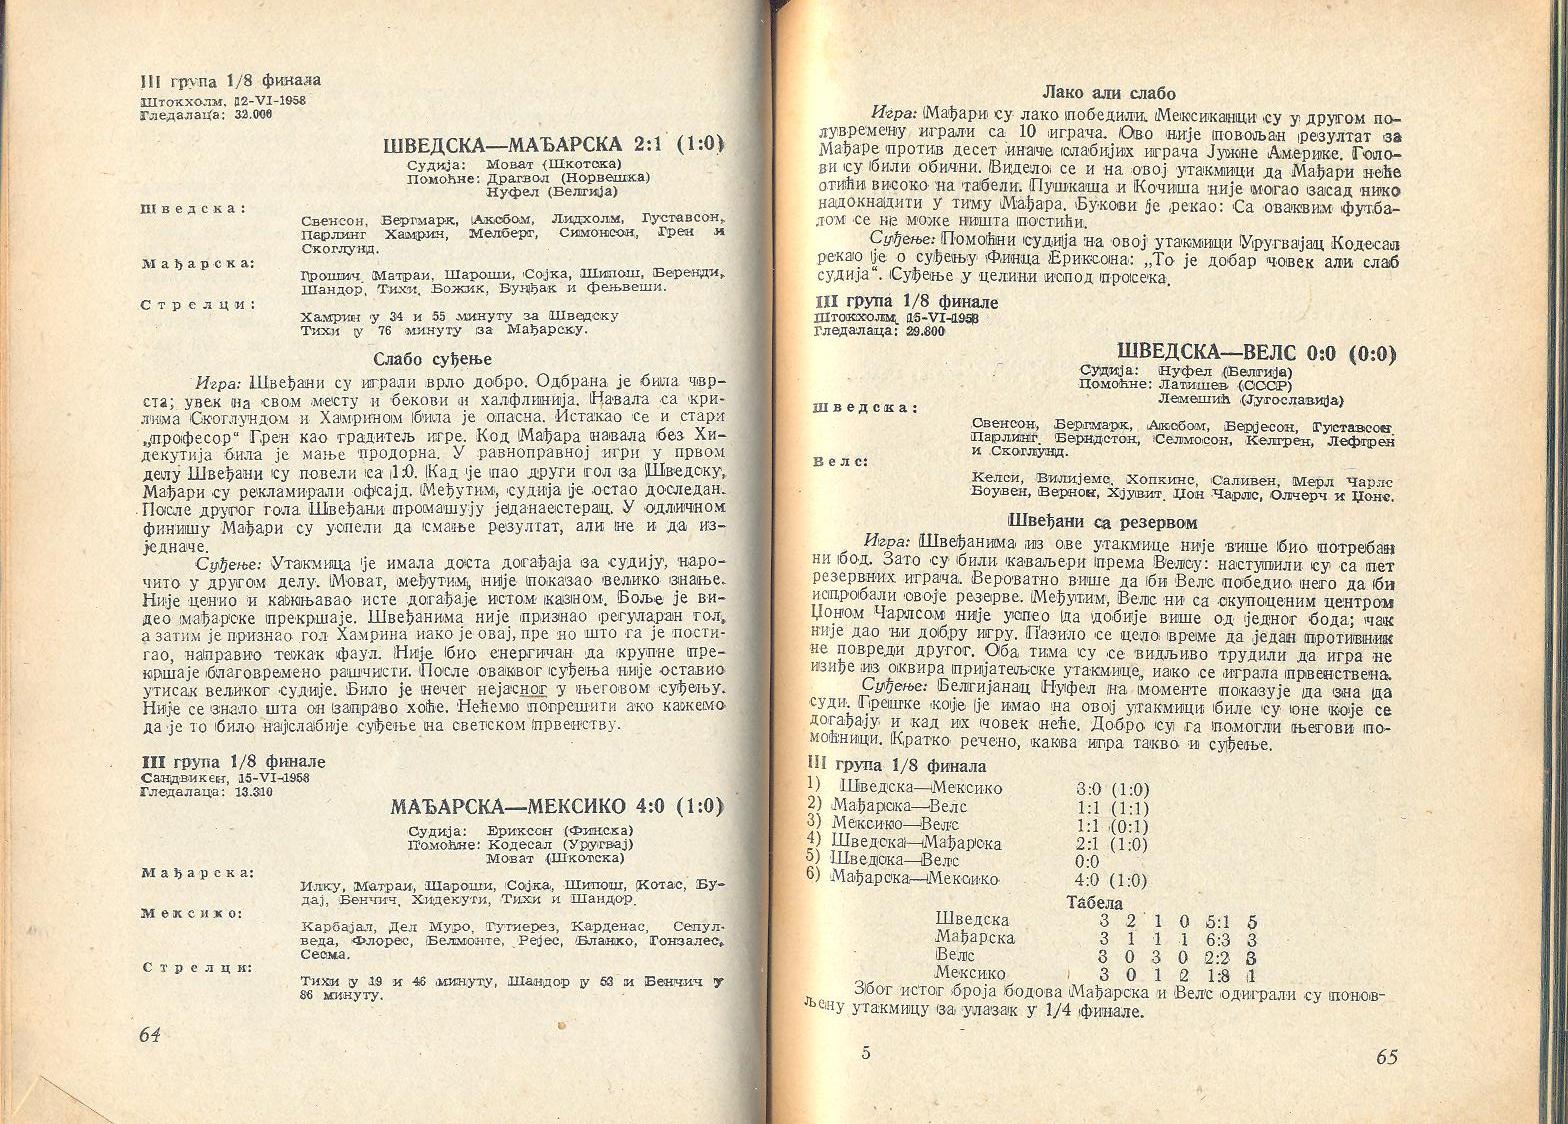 III група 1/8 финала
Штокхолм, 12-VI-1958
Гледалаца: 32.000
ШВЕДСКА—МАЂАРСКА 2:1 (1:0)
Судија: Моват (Шкотска)
Помоћне: Драгвол (Норвешка)
Нуфел (Белгија)
Шведска:
Свенсон, Бергмарк, Аксбом, Лидхолм, Густавсон,
Парлинг Хамрин, Мелберг, Симонсон, Грен и
Скоглунд.
Мађарска:
Грошич, Матраи, Шароши, Сојка, Шипош, Беренди,
Шандор, Тихи, Божик, Бунђак и фењвеши.
Стрелци:
Хамрин у 34 и 55 минуту за Шведску
Тихи у 76 минуту за Мађарску.
Слабо суђење
Игра: Швеђани су играли врло добро. Одбрана је била чвр-
ста; увек на свом месту и бекови и халфлинија. Навала са кри-
лима Скоглундом и Хамрином била је опасна. Истакао се и стари
„професор“ Грен као градитељ игре. Код Мађара навала без Хи-
декутија била је мање продорна. У равноправној игри у првом
делу Швеђани су повели са 1:0. Кад је пао други гол за Шведску,
Мађари су рекламирали офсајд. Међутим, судија је остао доследан.
После другог гола Швеђани промашују једанаестерац. У одличном
финишу Мађари су успели да смање резултат, али не и да из-
једначе.
Суђење: Утакмица је имала доста догађаја за судију, наро-
чито у другом делу. Моват, међутим, није показао велико знање.
Није ценио и кажњавао исте догађаје истом казном. Боље је ви-
део мађарске прекршаје. Швеђанима није признао регуларан гол,
а затим је признао гол Хамрина иако је овај, пре но што га је пости-
гао, направио тежак фаул. Није био енергичан да крупне пре-
кршаје благовремено рашчисти. После оваквог суђења није оставио
утисак великог судије. Било је нечег нејасног у његовом суђењу.
Није се знало шта он заправо хоће. Нећемо погрешити ако кажемо
да је то било најслабије суђење на светском првенству.
III група 1/8 финале
Сандвикен, 15-VI-1958
Гледалаца: 13.310
МАЂАРСКА—МЕКСИКО 4:0 (1:0)
Судија: Ериксон (Финска)
Помоћне: Кодесал (Уругвај)
Моват (Шкотска)
Мађарска:
Илку, Матраи, Шароши, Сојка, Шипош, Котас, Бу-
дај, Бенчич, Хидекути, Тихи и Шандор.
Мексико:
Карбајал, Дел Муро, Гутиерез, Карденас, Сепул-
веда, Флорес, Белмонте, Рејес, Бланко, Гонзалес,
Сесма.
Стрелци:
Тихи у 19 и 46 минуту, Шандор у 53 и Бенчич у
86 минуту.
64
Лако али слабо
Игра: Мађари су лако победили. Мексиканци су у другом по-
лувремену играли са 10 играча. Ово није повољан резултат за
Мађаре против десет иначе слабијих играча Јужне Америке. Голо-
ви су били обични. Видело се и на овој утакмици да Мађари неће
отићи високо на табели. Пушкаша и Кочиша није могао засад нико
надокнадити у тиму Мађара. Букови је рекао: Са оваквим футба-
лом се не може ништа постићи.
Суђење: Помоћни судија на овој утакмици Уругвајац Кодесал
рекао је о суђењу Финца Ериксона: „То је добар човек али слаб
судија“. Суђење у целини испод просека.
III група 1/8 финале
Штокхолм, 15-VI-1958
Гледалаца: 29.800
ШВЕДСКА—ВЕЛС 0:0 (0:0)
Судија: Нуфел (Белгија)
Помоћне: Латишев (СССР)
Лемешић (Југославија)
Шведска:
Свенсон, Бергмарк, Аксбом, Берјесон, Густавсон,
Парлинг, Берндстон, Селмосон, Келгрен, Лефгрен
и Скоглунд.
Велс:
Келси, Вилијемс, Хопкинс, Саливен, Мерл Чарлс
Боувен, Вернон, Хјувит, Џон Чарлс, Олчерч и Џонс.
Швеђани са резервом
Игра: Швеђанима из ове утакмице није више био потребан
ни бод. Зато су били каваљери према Велсу: наступили су са пет
резервних играча. Вероватно више да би Велс победио него да би
испробали своје резерве. Међутим, Велс ни са скупоценим центром
Џоном Чарлсом није успео да добије више од једног бода; чак
није дао ни добру игру. Пазило се цело време да један противник
не повреди другог. Оба тима су се видљиво трудили да игра не
изиђе из оквира пријатељске утакмице, иако се играла првенствена.
Суђење: Белгијанац Нуфел на моменте показује да зна да
суди. Грешке које је имао на овој утакмици биле су оне које се
догађају и кад их човек неће. Добро су га помогли његови по-
моћници. Кратко речено, каква игра такво и суђење.
III група 1/8 финала
1) Шведска—Мексико 3:0 (1:0)
2) Мађарска—Велс 1:1 (1:1)
3) Мексико—Велс 1:1 (0:1)
4) Шведска—Мађарска 2:1 (1:0)
5) Шведска—Велс 0:0
6) Мађарска—Мексико 4:0 (1:0)
Табела
Шведска 3 2 1 0 5:1 5
Мађарска 3 1 1 1 6:3 3
Велс 3 0 3 0 2:2 3
Мексико 3 0 1 2 1:8 1
Због истог броја бодова Мађарска и Велс одиграли су понов-
љену утакмицу за улазак у 1/4 финале.
5
65